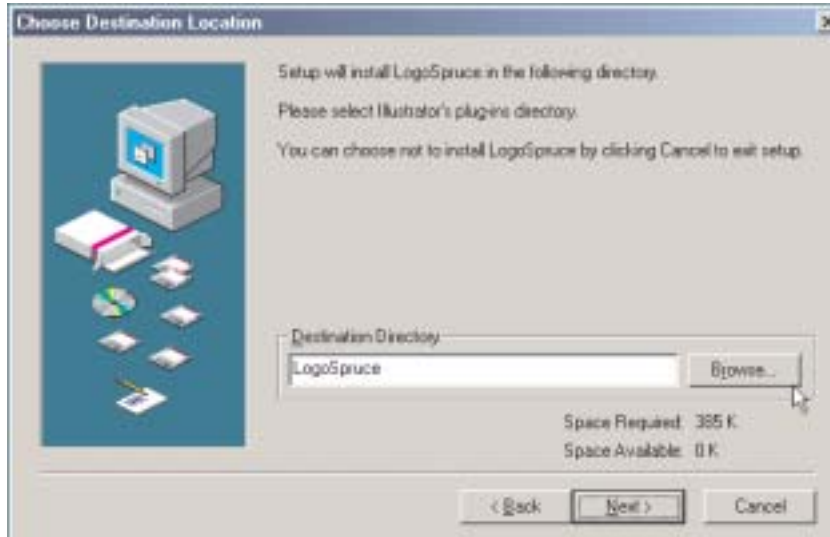 Choose Destination Location
Setup will install LogoSpruce in the following directory.
Please select Illustrator's plug-ins directory.
You can choose not to install LogoSpruce by clicking Cancel to exit setup.
Destination Directory
LogoSpruce
Browse...
Space Required: 385 K
Space Available: 0 K
< Back
Next >
Cancel